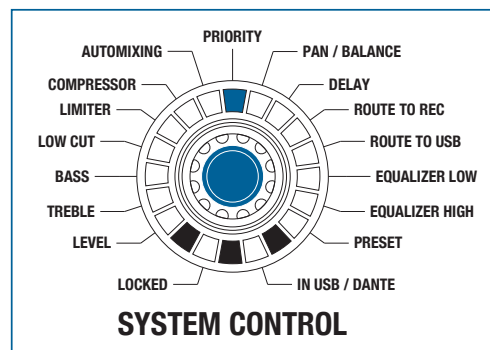 PRIORITY
AUTOMIXING
PAN / BALANCE
COMPRESSOR
DELAY
LIMITER
ROUTE TO REC
LOW CUT
ROUTE TO USB
BASS
EQUALIZER LOW
TREBLE
EQUALIZER HIGH
LEVEL
PRESET
LOCKED
IN USB / DANTE
SYSTEM CONTROL